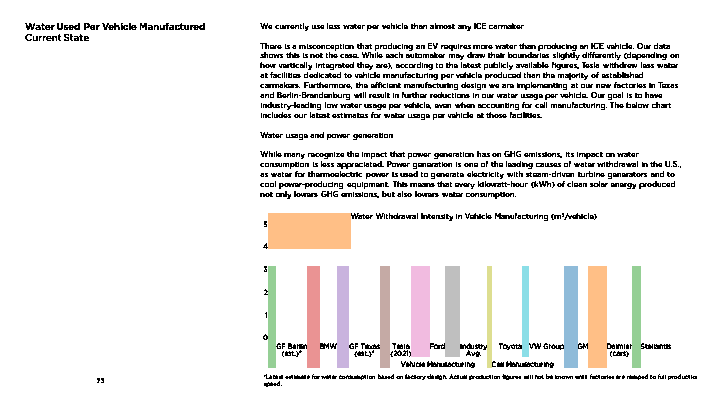 Water Used Per Vehicle Manufactured
Current State
We currently use less water per vehicle than almost any ICE carmaker
There is a misconception that producing an EV requires more water than producing an ICE vehicle. Our data
shows this is not the case. While each automaker may draw their boundaries slightly differently (depending on
how vertically integrated they are), according to the latest publicly available figures, Tesla withdrew less water
at facilities dedicated to vehicle manufacturing per vehicle produced than the majority of established
carmakers. Furthermore, the efficient manufacturing design we are implementing at our new factories in Texas
and Berlin-Brandenburg will result in further reductions in our water usage per vehicle. Our goal is to have
industry-leading low water usage per vehicle, even when accounting for cell manufacturing. The below chart
includes our latest estimates for water usage per vehicle at those facilities.
Water usage and power generation
While many recognize the impact that power generation has on GHG emissions, its impact on water
consumption is less appreciated. Power generation is one of the leading causes of water withdrawal in the U.S.,
as water for thermoelectric power is used to generate electricity with steam-driven turbine generators and to
cool power-producing equipment. This means that every kilowatt-hour (kWh) of clean solar energy produced
not only lowers GHG emissions, but also lowers water consumption.
Water Withdrawal Intensity in Vehicle Manufacturing (m³/vehicle)
5
4
3
2
1
0
GF Berlin BMW GF Texas Tesla Ford Industry Toyota VW Group GM Daimler Stellantis
(est.)* (est.)* (2021) Avg. (cars)
Vehicle Manufacturing Cell Manufacturing
*Latest estimate for water consumption based on factory design. Actual production figures will not be known until factories are ramped to full production
speed.
73